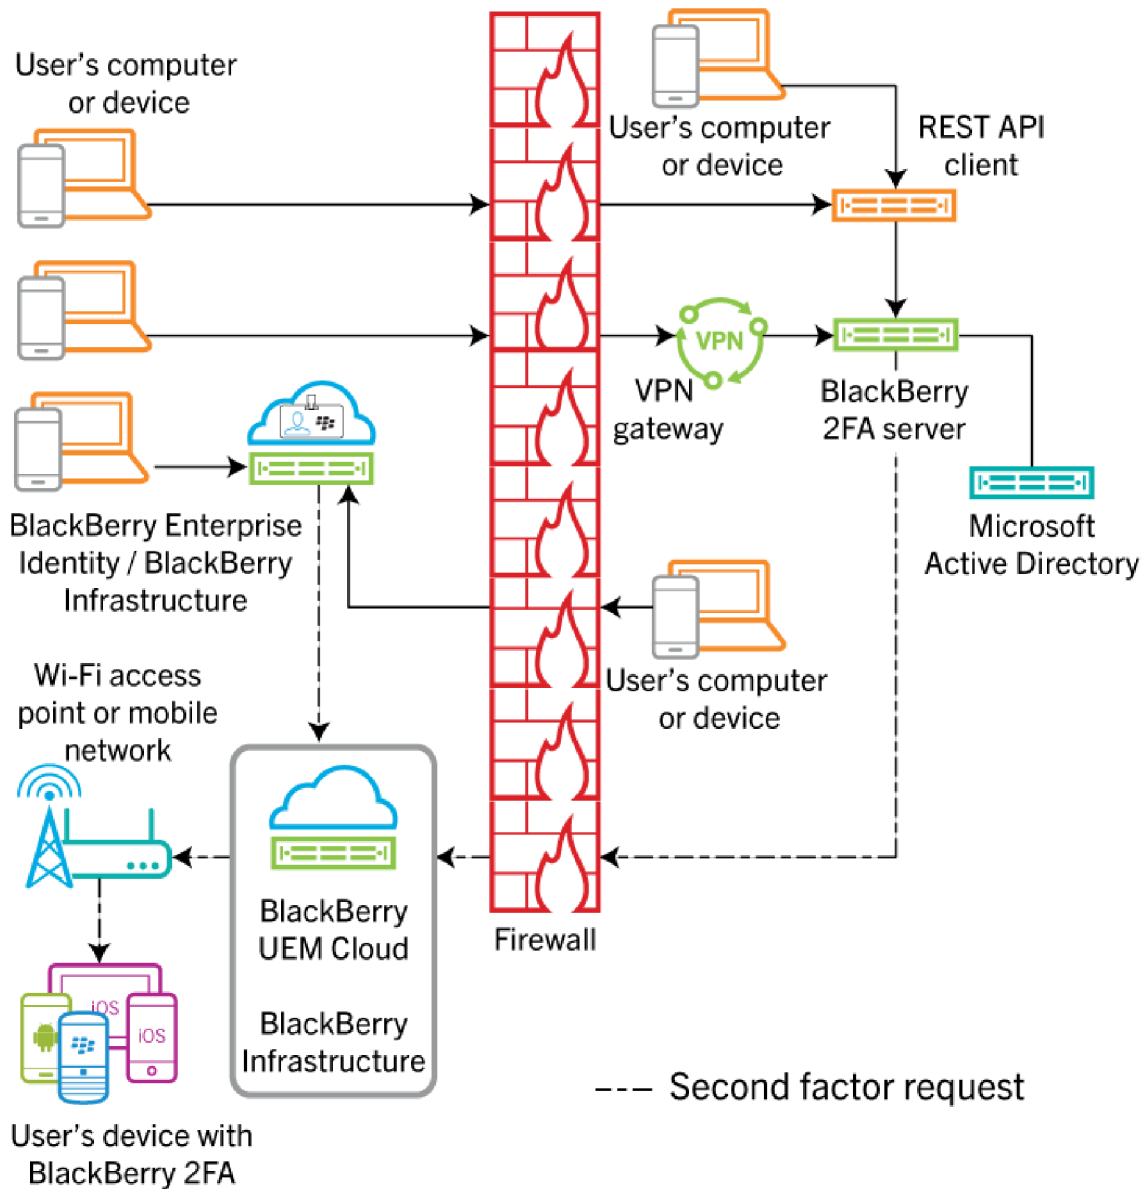 User's computer
or device
User's computer
or device
REST API
client
VPN
VPN
gateway
BlackBerry
2FA server
BlackBerry Enterprise
Identity / BlackBerry
Infrastructure
Microsoft
Active Directory
User's computer
or device
Wi-Fi access
point or mobile
network
BlackBerry
UEM Cloud
BlackBerry
Infrastructure
Firewall
iOS
iOS
Second factor request
User's device with
BlackBerry 2FA